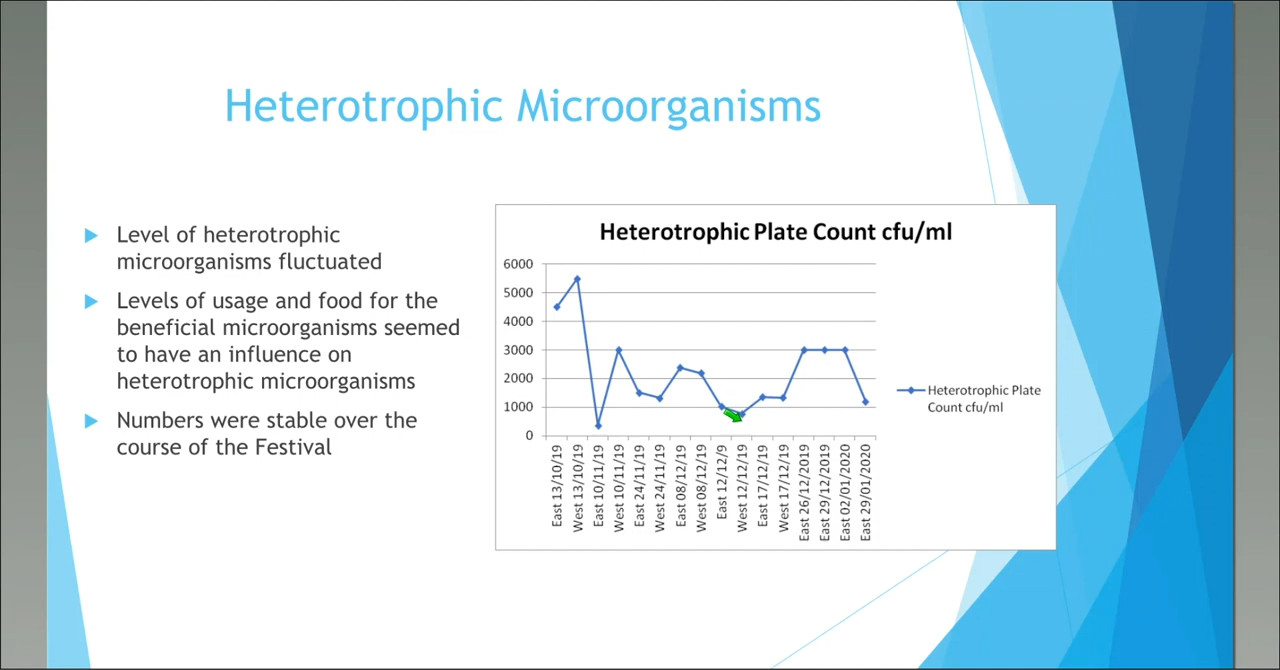 Heterotrophic Microorganisms
Level of heterotrophic
microorganisms fluctuated
Levels of usage and food for the
beneficial microorganisms seemed
to have an influence on
heterotrophic microorganisms
Numbers were stable over the
course of the Festival
Heterotrophic Plate Count cfu/ml
6000
5000
4000
3000
2000
1000
0
East 13/10/19
West 13/10/19
East 10/11/19
West 10/11/19
East 24/11/19
West 24/11/19
East 08/12/19
West 08/12/19
East 12/12/9
West 12/12/19
East 17/12/19
West 17/12/19
East 26/12/2019
East 29/12/2019
East 02/01/2020
East 29/01/2020
Heterotrophic Plate
Count cfu/ml